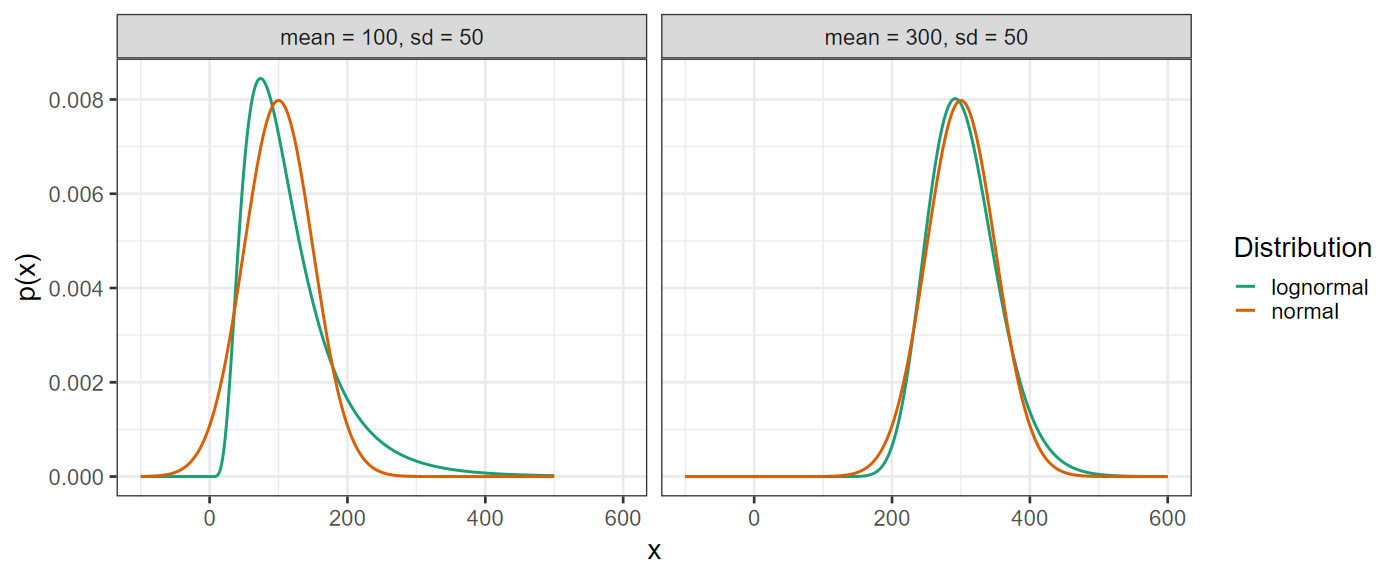 mean = 100, sd = 50
mean = 300, sd = 50
0.008
0.006
0.004
0.002
0.000
p(x)
0 200 400 600
0 200 400 600
x
Distribution
lognormal
normal